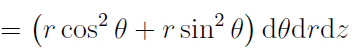 = (r cos² θ + r sin² θ) dθdrdz